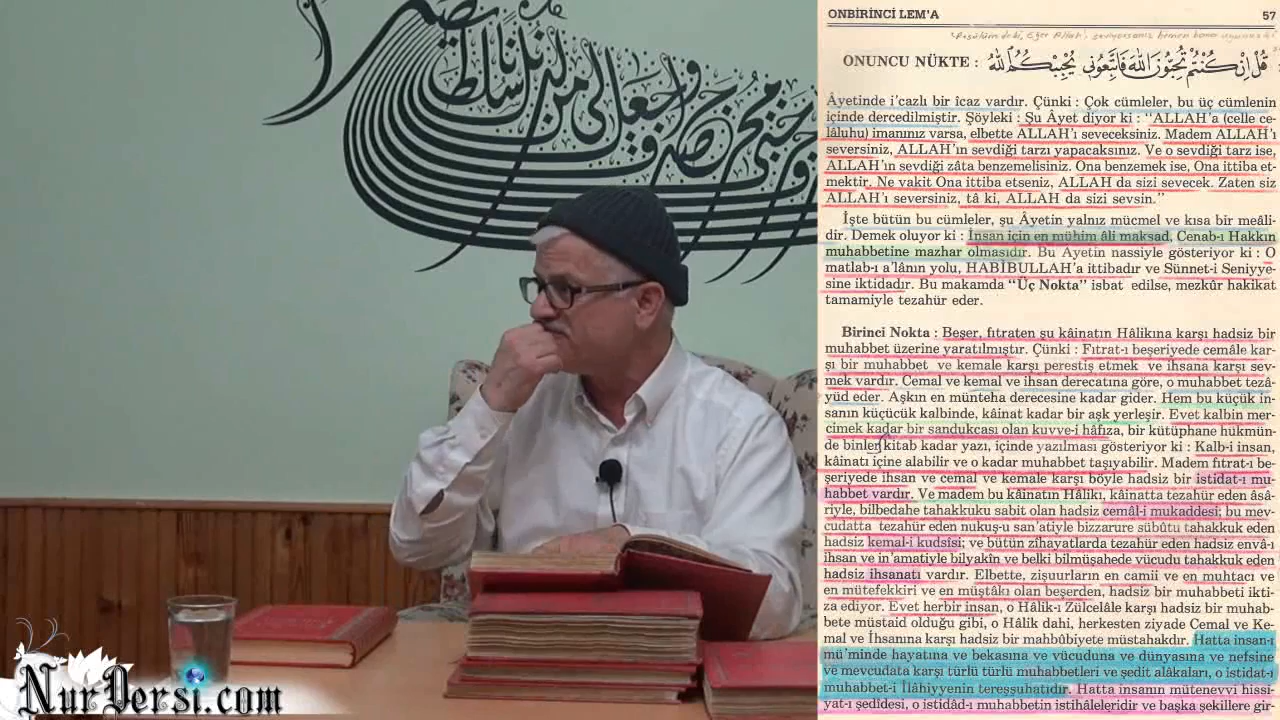 ONBİRİNCİ LEM'A 57
ONUNCU NÜKTE : قُلْ اِنْ كُنْتُمْ تُحِبُّونَ اللّٰهَ فَاتَّبِعُونِى يُحْبِبْكُمُ اللّٰهُ
Âyetinde i'cazlı bir îcaz vardır. Çünki : Çok cümleler, bu üç cümlenin
içinde dercedilmiştir. Şöyleki : Şu Âyet diyor ki : "ALLAH'a (celle ce-
lâluhu) imanınız varsa, elbette ALLAH'ı seveceksiniz. Madem ALLAH'ı
seversiniz, ALLAH'ın sevdiği tarzı yapacaksınız. Ve o sevdiği tarz ise,
ALLAH'ın sevdiği zâta benzemelisiniz. Ona benzemek ise, Ona ittiba et-
mektir. Ne vakit Ona ittiba etseniz, ALLAH da sizi sevecek. Zaten siz
ALLAH'ı seversiniz, tâ ki, ALLAH da sizi sevsin."
İşte bütün bu cümleler, şu Âyetin yalnız mücmel ve kısa bir meâli-
dir. Demek oluyor ki : İnsan için en mühim âli maksad, Cenab-ı Hakkın
muhabbetine mazhar olmasıdır. Bu Âyetin nassiyle gösteriyor ki : O
matlab-ı a'lânın yolu, HABİBULLAH'a ittibadır ve Sünnet-i Seniyye-
sine iktidadır. Bu makamda "Üç Nokta" isbat edilse, mezkûr hakikat
tamamiyle tezahür eder.
Birinci Nokta : Beşer, fıtraten şu kâinatın Hâlikına karşı hadsiz bir
muhabbet üzerine yaratılmıştır. Çünki : Fıtrat-ı beşeriyede cemâle kar-
şı bir muhabbet ve kemale karşı perestiş etmek ve ihsana karşı sev-
mek vardır. Cemal ve kemal ve ihsan derecatına göre, o muhabbet tezâ-
yüd eder. Aşkın en münteha derecesine kadar gider. Hem bu küçük in-
sanın küçücük kalbinde, kâinat kadar bir aşk yerleşir. Evet kalbin mer-
cimek kadar bir sandukcası olan kuvve-i hâfıza, bir kütüphane hükmün-
de binler kitab kadar yazı, içinde yazılması gösteriyor ki : Kalb-i insan,
kâinatı içine alabilir ve o kadar muhabbet taşıyabilir. Madem fıtrat-ı be-
şeriyede ihsan ve cemal ve kemale karşı böyle hadsiz bir istidat-ı mu-
habbet vardır. Ve madem bu kâinatın Hâlikı, kâinatta tezahür eden âsâ-
riyle, bilbedahe tahakkuku sabit olan hadsiz cemâl-i mukaddesi; bu mev-
cudatta tezahür eden nukuş-u san'atiyle bizzarure sübûtu tahakkuk eden
hadsiz kemal-i kudsîsi; ve bütün zîhayatlarda tezahür eden hadsiz envâ-ı
ihsan ve in'amatiyle bilyakîn ve belki bilmüşahede vücudu tahakkuk eden
hadsiz ihsanatı vardır. Elbette, zişuurların en camii ve en muhtacı ve
en mütefekkiri ve en müştâkı olan beşerden, hadsiz bir muhabbeti ikti-
za ediyor. Evet herbir insan, o Hâlik-ı Zülcelâle karşı hadsiz bir muhab-
bete müstaid olduğu gibi, o Hâlik dahi, herkesten ziyade Cemal ve Ke-
mal ve İhsanına karşı hadsiz bir mahbûbiyete müstahakdır. Hatta insan-ı
mü'minde hayatına ve bekasına ve vücuduna ve dünyasına ve nefsine
ve mevcudata karşı türlü türlü muhabbetleri ve şedit alâkaları, o istidat-ı
muhabbet-i İlâhiyyenin tereşşuhatıdır. Hatta insanın mütenevvi hissi-
yat-ı şedîdesi, o istidâd-ı muhabbetin istihâleleridir ve başka şekillere gir-
NurDersi.com